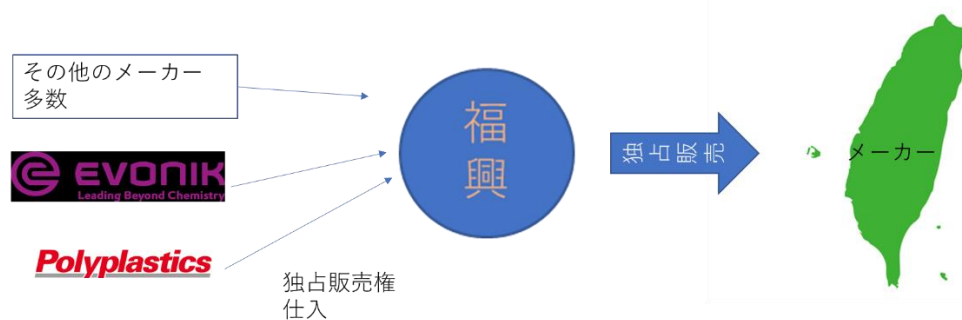 その他のメーカー
多数
EVONIK
Leading Beyond Chemistry
Polyplastics
独占販売権
仕入
福
興
独占販売
メーカー